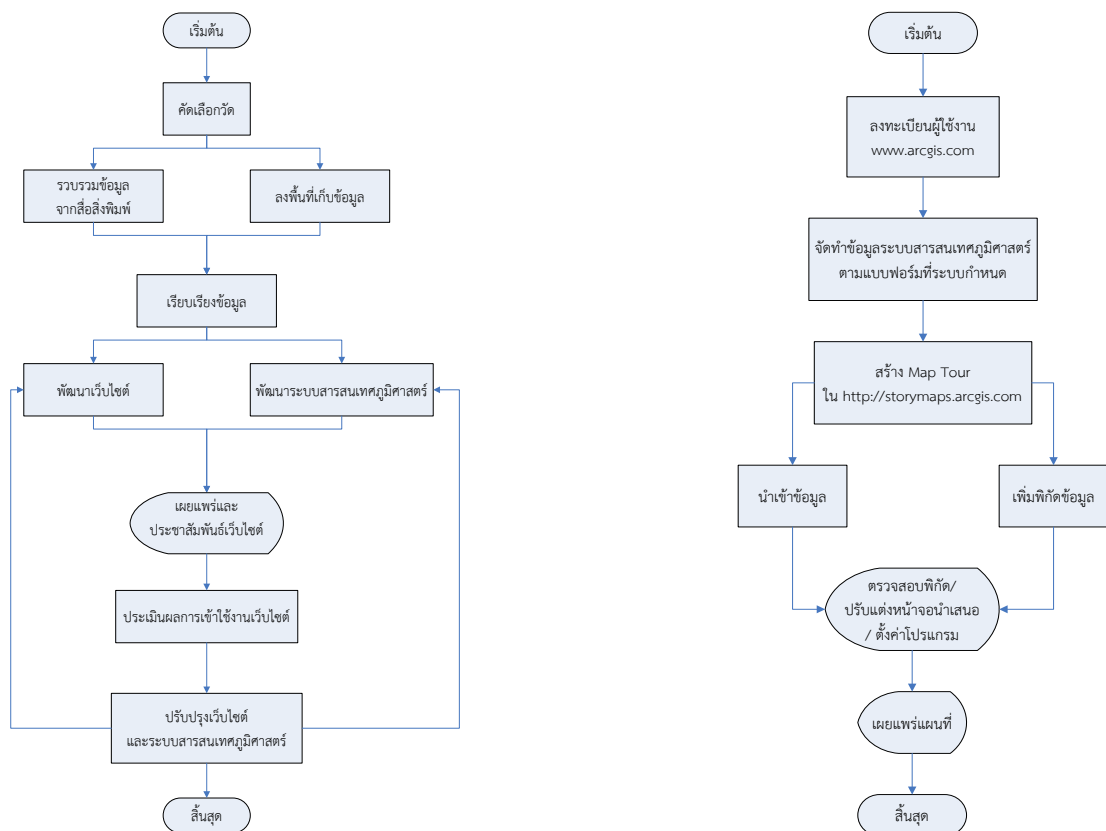 เริ่มต้น
คัดเลือกวัด
รวบรวมข้อมูล
จากสื่อสิ่งพิมพ์
ลงพื้นที่เก็บข้อมูล
เรียบเรียงข้อมูล
พัฒนาเว็บไซต์
พัฒนาระบบสารสนเทศภูมิศาสตร์
เผยแพร่และ
ประชาสัมพันธ์เว็บไซต์
ประเมินผลการเข้าใช้งานเว็บไซต์
ปรับปรุงเว็บไซต์
และระบบสารสนเทศภูมิศาสตร์
สิ้นสุด
เริ่มต้น
ลงทะเบียนผู้ใช้งาน
www.arcgis.com
จัดทำข้อมูลระบบสารสนเทศภูมิศาสตร์
ตามแบบฟอร์มที่ระบบกำหนด
สร้าง Map Tour
ใน http://storymaps.arcgis.com
นำเข้าข้อมูล
เพิ่มพิกัดข้อมูล
ตรวจสอบพิกัด/
ปรับแต่งหน้าจอนำเสนอ
/ ตั้งค่าโปรแกรม
เผยแพร่แผนที่
สิ้นสุด